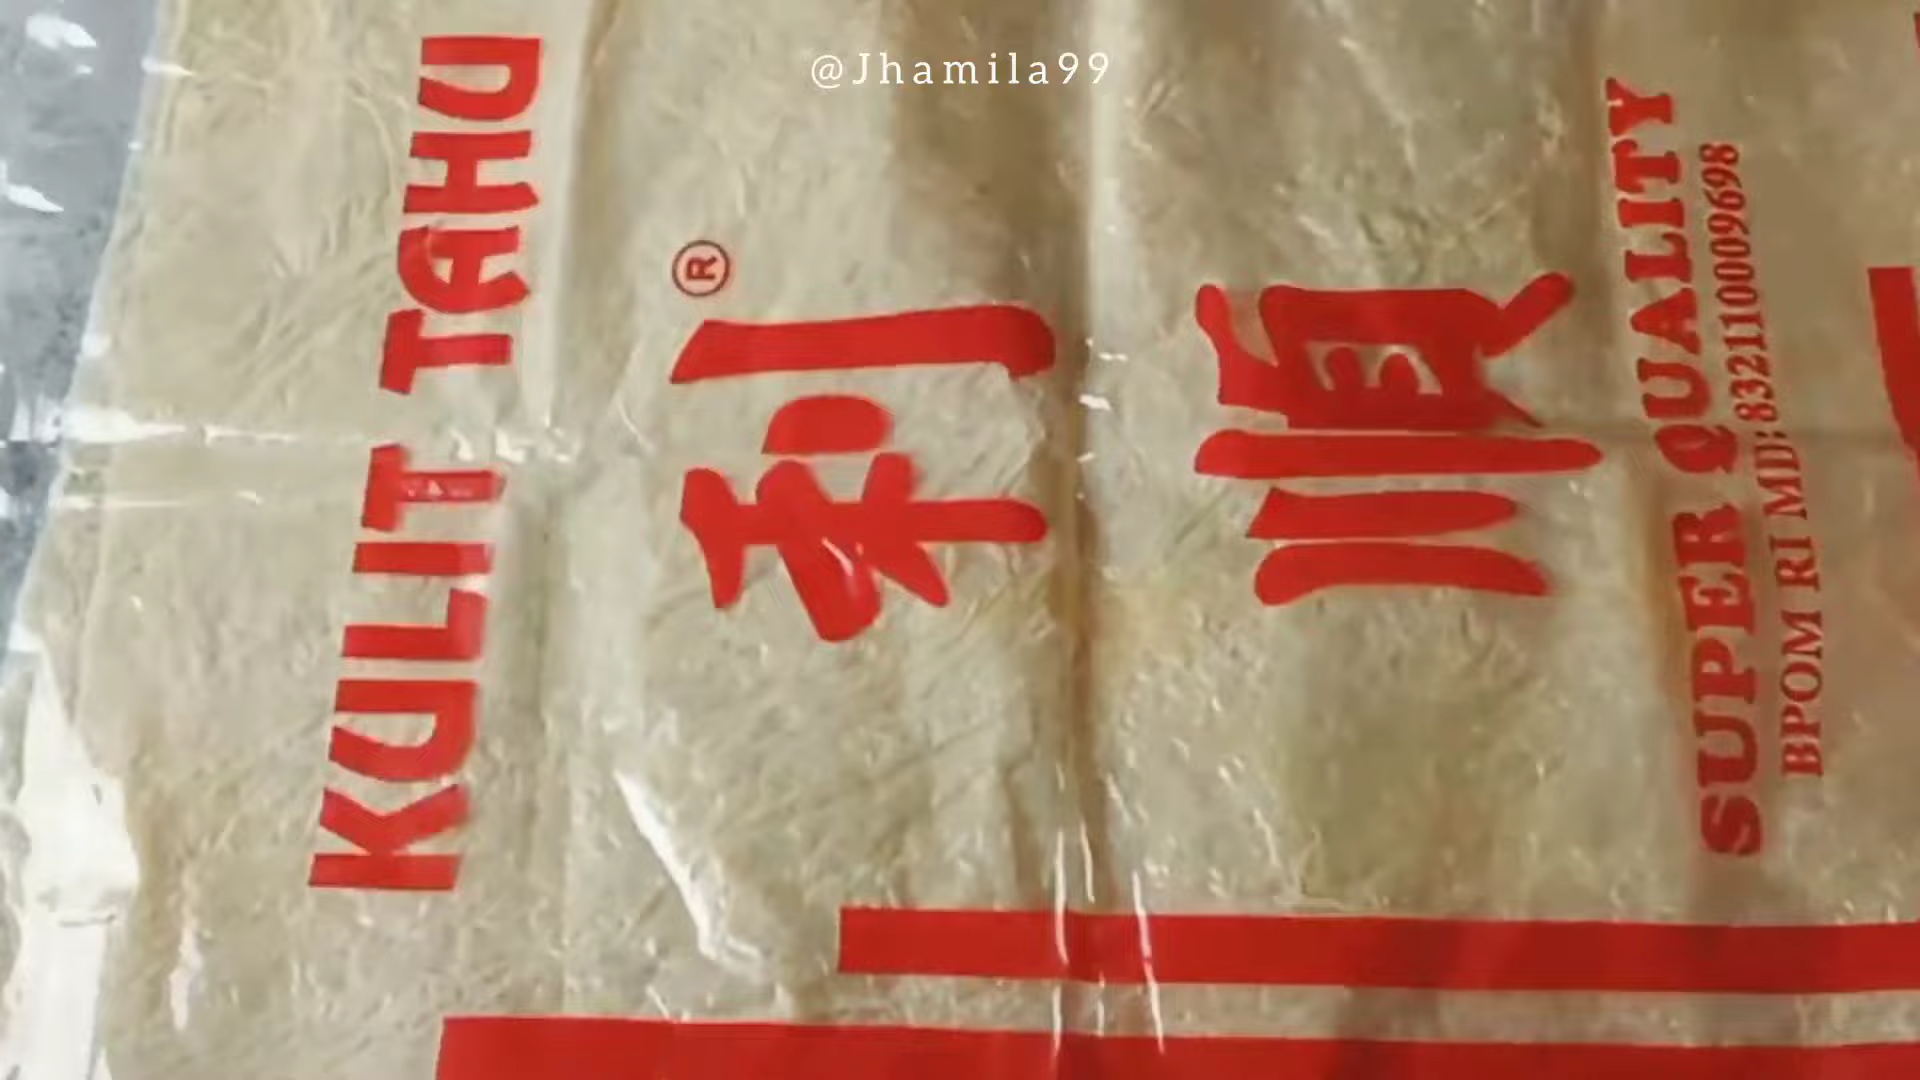 @Jhamila99
KULIT TAHU
®
利順
SUPER QUALITY
BPOM RI MD: 832110009698